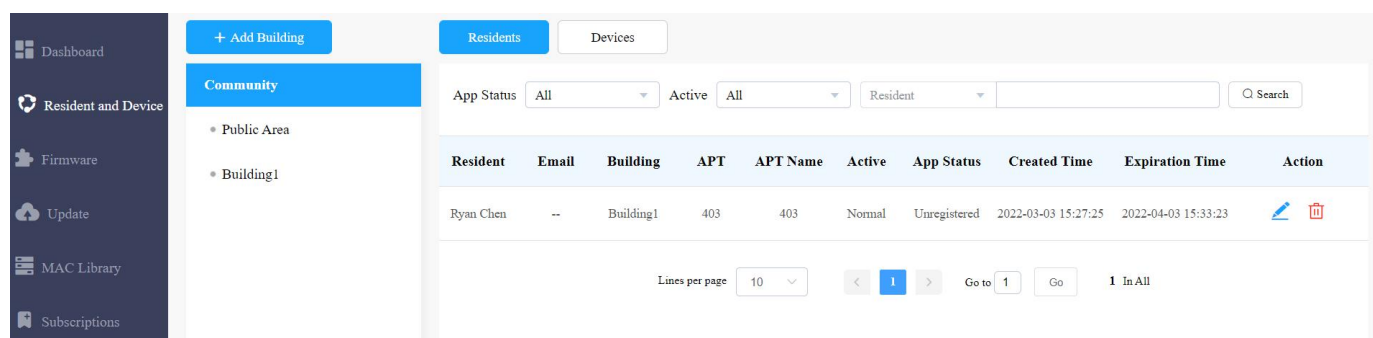 Dashboard
Resident and Device
Firmware
Update
MAC Library
Subscriptions
+ Add Building
Community
Public Area
Building1
Residents Devices
App Status All Active All Resident Search
Resident Email Building APT APT Name Active App Status Created Time Expiration Time Action
Ryan Chen -- Building1 403 403 Normal Unregistered 2022-03-03 15:27:25 2022-04-03 15:33:23
Lines per page 10 < 1 > Go to 1 Go 1 In All